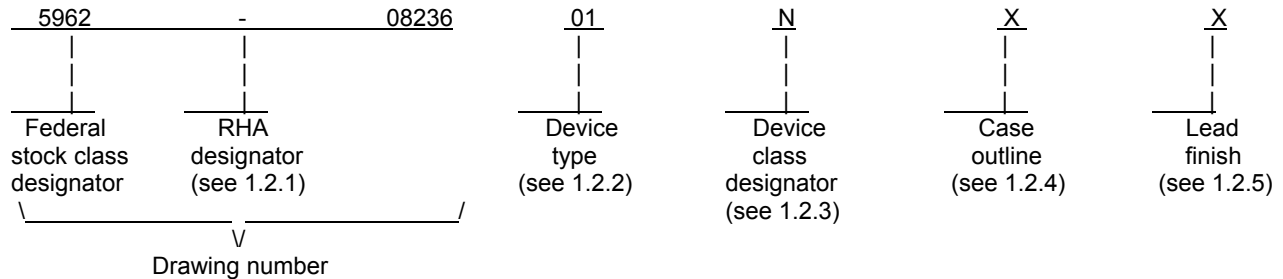 5962 - 08236 01 N X X
Federal stock class designator
RHA designator (see 1.2.1)
Device type (see 1.2.2)
Device class designator (see 1.2.3)
Case outline (see 1.2.4)
Lead finish (see 1.2.5)
Drawing number